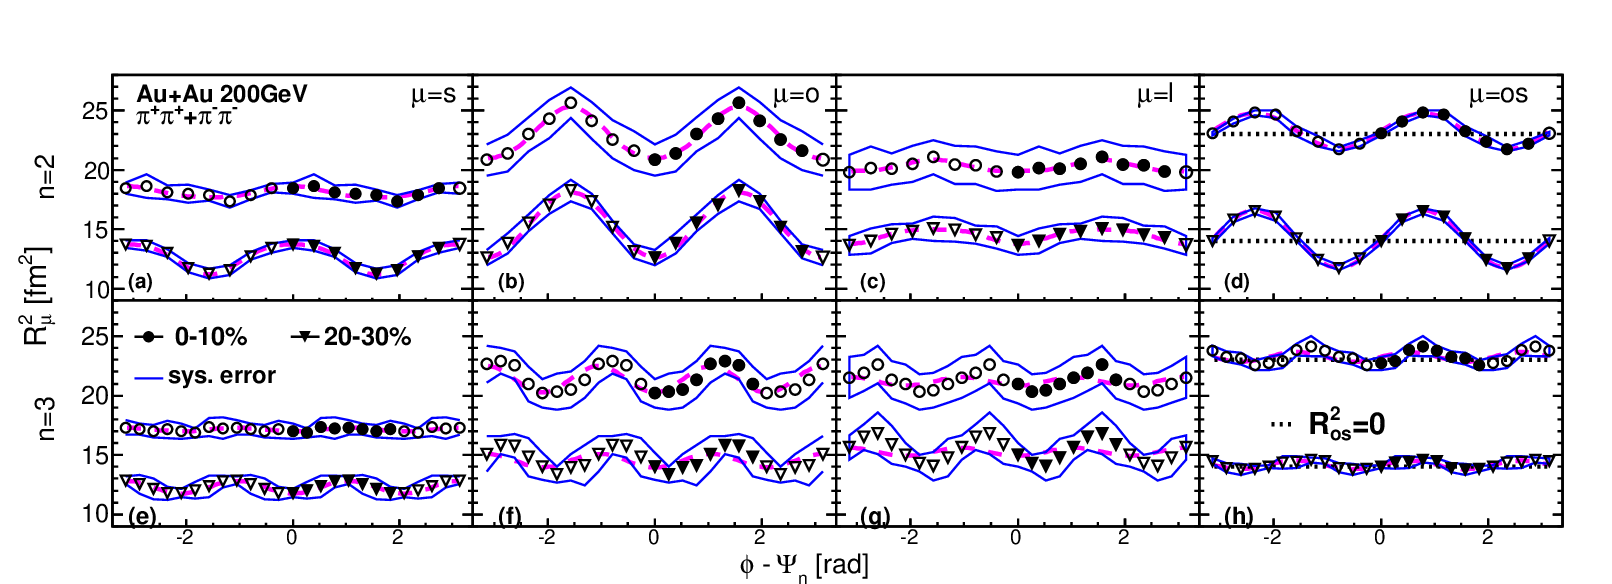 Au+Au 200GeV
π⁺π⁺+π⁻π⁻
μ=s
μ=o
μ=l
μ=os
n=2
25
20
15
10
(a)
(b)
(c)
(d)
R²μ [fm²]
0-10%
20-30%
sys. error
n=3
25
20
15
10
R²os=0
(e)
(f)
(g)
(h)
-2 0 2 -2 0 2 -2 0 2 -2 0 2
ϕ - Ψn [rad]